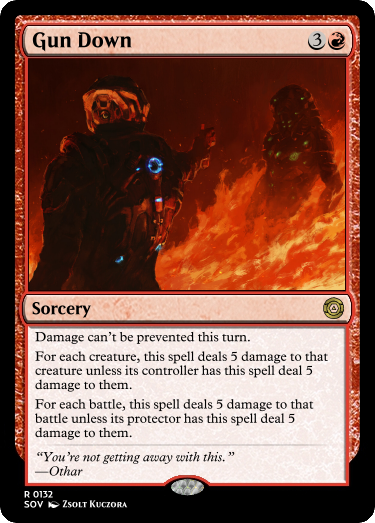 Gun Down
3
Sorcery
Damage can't be prevented this turn.
For each creature, this spell deals 5 damage to that
creature unless its controller has this spell deal 5
damage to them.
For each battle, this spell deals 5 damage to that
battle unless its protector has this spell deal 5
damage to them.
“You're not getting away with this.”
—Othar
R 0132
SOV Zsolt Kuczora